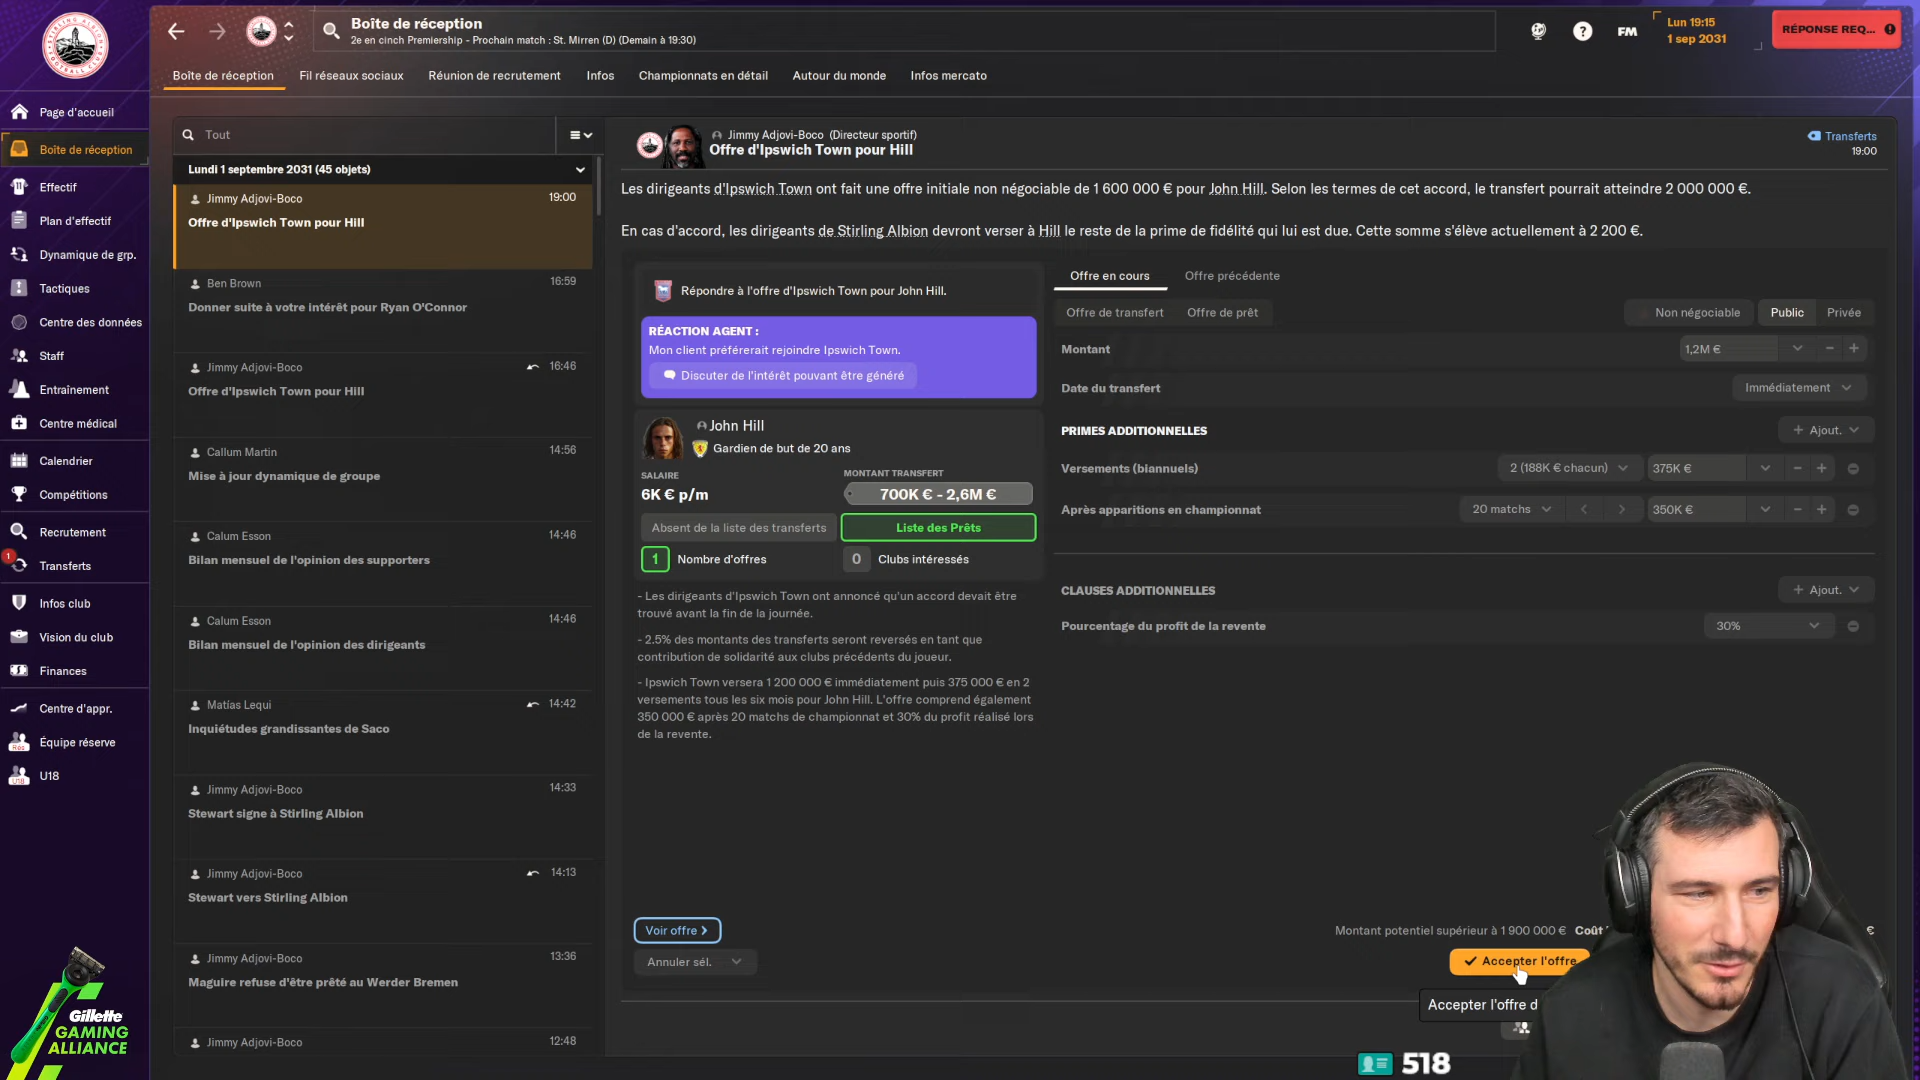 Boîte de réception
2e en cinch Premiership - Prochain match : St. Mirren (D) (Demain à 19:30)
FM
Lun 19:15
1 sep 2031
RÉPONSE REQ...
Boîte de réception
Fil réseaux sociaux
Réunion de recrutement
Infos
Championnats en détail
Autour du monde
Infos mercato
Page d'accueil
Boîte de réception
Effectif
Plan d'effectif
Dynamique de grp.
Tactiques
Centre des données
Staff
Entraînement
Centre médical
Calendrier
Compétitions
Recrutement
1
Transferts
Infos club
Vision du club
Finances
Centre d'appr.
Équipe réserve
U18
Gillette
GAMING
ALLIANCE
Tout
Lundi 1 septembre 2031 (45 objets)
Jimmy Adjovi-Boco 19:00
Offre d'Ipswich Town pour Hill
Ben Brown 16:59
Donner suite à votre intérêt pour Ryan O'Connor
Jimmy Adjovi-Boco 16:46
Offre d'Ipswich Town pour Hill
Callum Martin 14:56
Mise à jour dynamique de groupe
Calum Esson 14:46
Bilan mensuel de l'opinion des supporters
Calum Esson 14:46
Bilan mensuel de l'opinion des dirigeants
Matías Lequi 14:42
Inquiétudes grandissantes de Saco
Jimmy Adjovi-Boco 14:33
Stewart signe à Stirling Albion
Jimmy Adjovi-Boco 14:13
Stewart vers Stirling Albion
Jimmy Adjovi-Boco 13:36
Maguire refuse d'être prêté au Werder Bremen
Jimmy Adjovi-Boco 12:48
Jimmy Adjovi-Boco (Directeur sportif)
Offre d'Ipswich Town pour Hill
Transferts
19:00
Les dirigeants d'Ipswich Town ont fait une offre initiale non négociable de 1 600 000 € pour John Hill. Selon les termes de cet accord, le transfert pourrait atteindre 2 000 000 €.
En cas d'accord, les dirigeants de Stirling Albion devront verser à Hill le reste de la prime de fidélité qui lui est due. Cette somme s'élève actuellement à 2 200 €.
Répondre à l'offre d'Ipswich Town pour John Hill.
RÉACTION AGENT :
Mon client préférerait rejoindre Ipswich Town.
Discuter de l'intérêt pouvant être généré
John Hill
Gardien de but de 20 ans
SALAIRE
6K € p/m
MONTANT TRANSFERT
700K € - 2,6M €
Absent de la liste des transferts
Liste des Prêts
1 Nombre d'offres
0 Clubs intéressés
- Les dirigeants d'Ipswich Town ont annoncé qu'un accord devait être
trouvé avant la fin de la journée.
- 2.5% des montants des transferts seront reversés en tant que
contribution de solidarité aux clubs précédents du joueur.
- Ipswich Town versera 1 200 000 € immédiatement puis 375 000 € en 2
versements tous les six mois pour John Hill. L'offre comprend également
350 000 € après 20 matchs de championnat et 30% du profit réalisé lors
de la revente.
Voir offre
Annuler sél.
Offre en cours
Offre précédente
Offre de transfert
Offre de prêt
Non négociable
Public
Privée
Montant 1,2M €
Date du transfert Immédiatement
PRIMES ADDITIONNELLES + Ajout.
Versements (biannuels) 2 (188K € chacun) 375K €
Après apparitions en championnat 20 matchs 350K €
CLAUSES ADDITIONNELLES + Ajout.
Pourcentage du profit de la revente 30%
Montant potentiel supérieur à 1 900 000 € Coût
€
Accepter l'offre
Accepter l'offre d
518